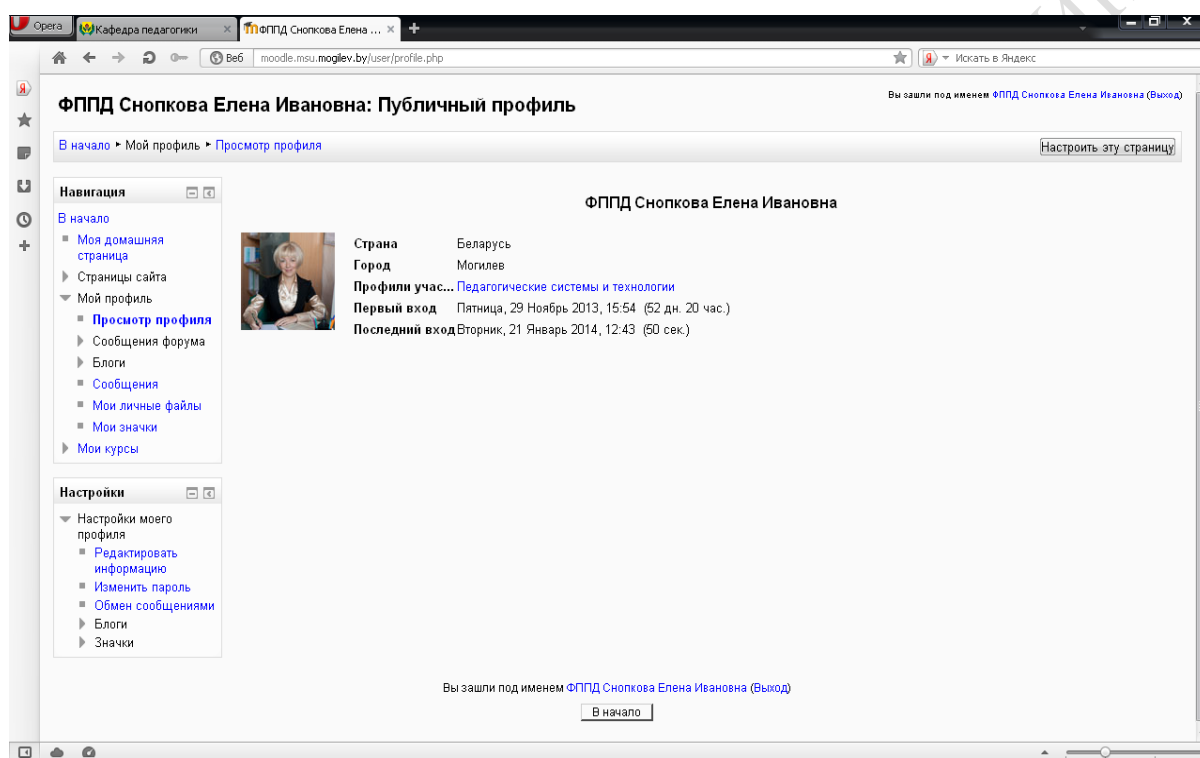 Opera
Кафедра педагогики
ФППД Снопкова Елена ...
Веб
moodle.msu.mogilev.by/user/profile.php
Искать в Яндекс
ФППД Снопкова Елена Ивановна: Публичный профиль
Вы зашли под именем ФППД Снопкова Елена Ивановна (Выход)
В начало ► Мой профиль ► Просмотр профиля
Настроить эту страницу
Навигация
В начало
Моя домашняя
страница
Страницы сайта
Мой профиль
Просмотр профиля
Сообщения форума
Блоги
Сообщения
Мои личные файлы
Мои значки
Мои курсы
Настройки
Настройки моего
профиля
Редактировать
информацию
Изменить пароль
Обмен сообщениями
Блоги
Значки
ФППД Снопкова Елена Ивановна
Страна Беларусь
Город Могилев
Профили учас... Педагогические системы и технологии
Первый вход Пятница, 29 Ноябрь 2013, 15:54 (52 дн. 20 час.)
Последний вход Вторник, 21 Январь 2014, 12:43 (50 сек.)
Вы зашли под именем ФППД Снопкова Елена Ивановна (Выход)
В начало